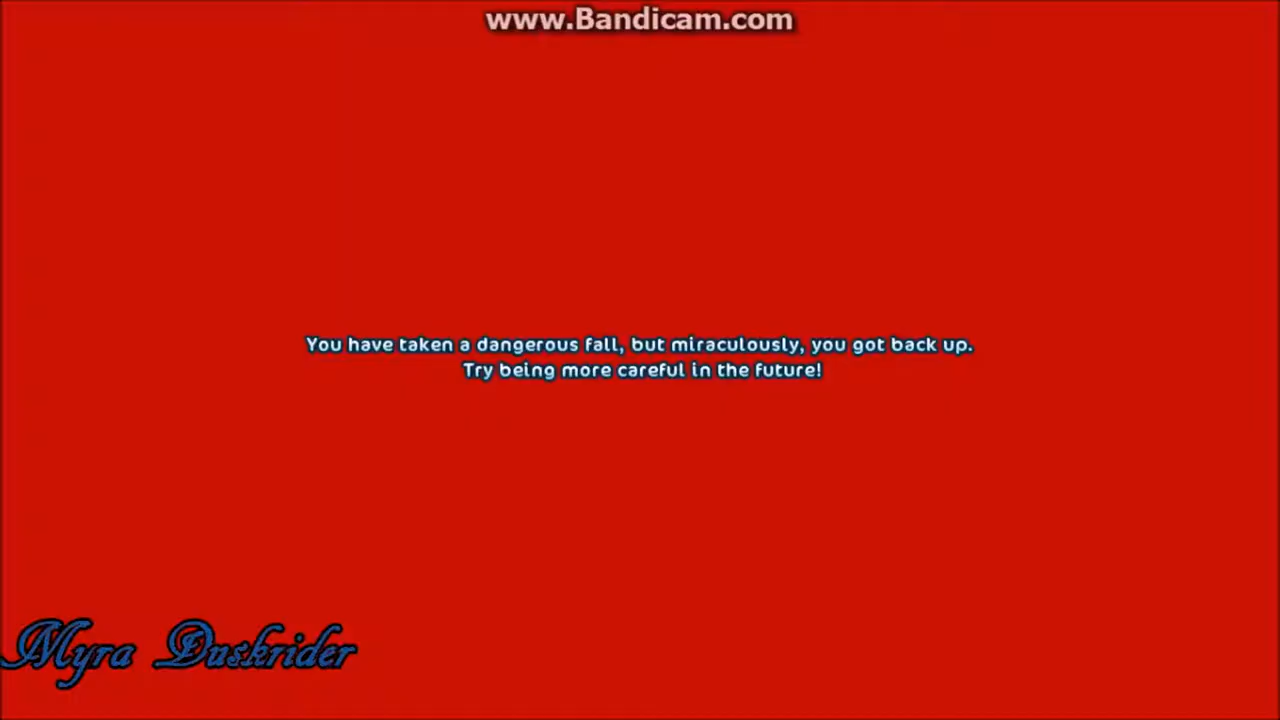 www.Bandicam.com
You have taken a dangerous fall, but miraculously, you got back up.
Try being more careful in the future!
Myra Duskrider